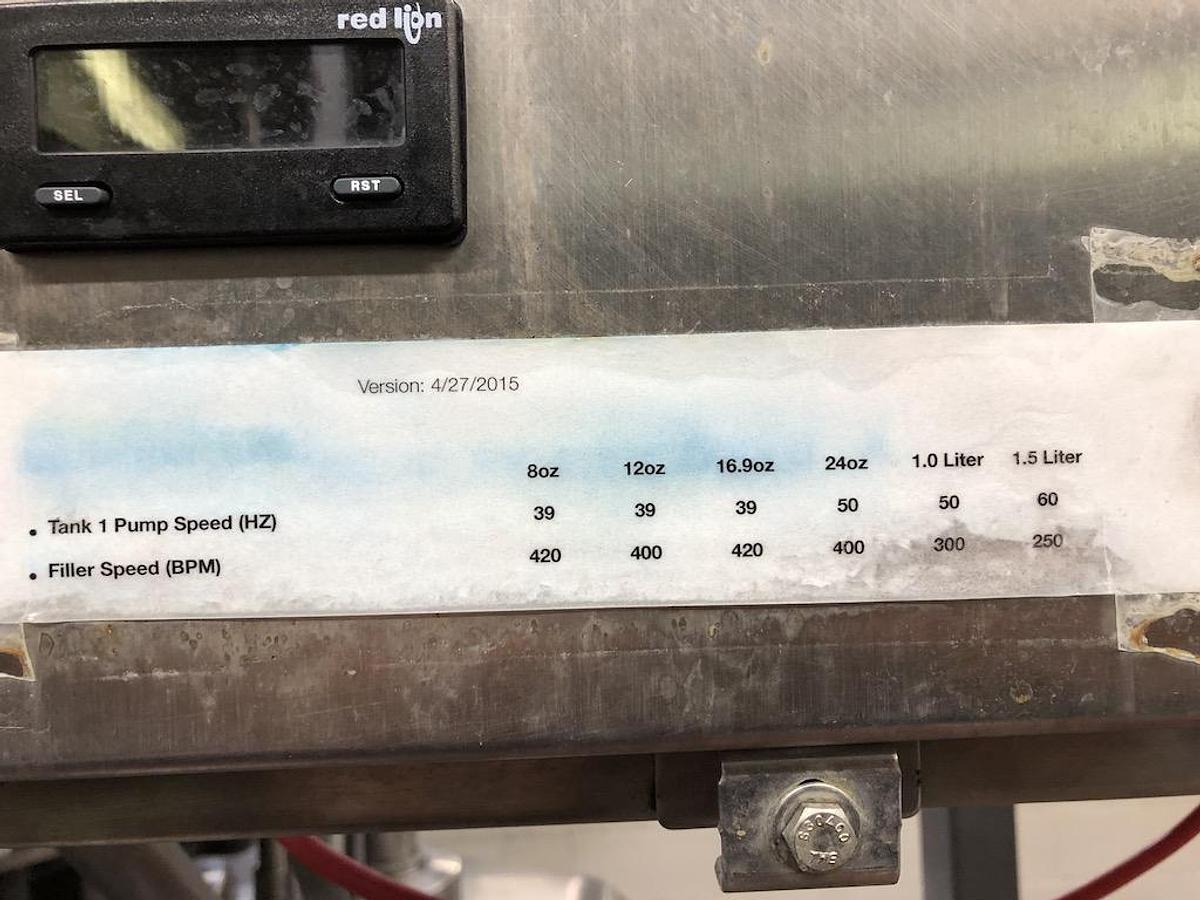 red lion
SEL RST
Version: 4/27/2015
8oz 12oz 16.9oz 24oz 1.0 Liter 1.5 Liter
• Tank 1 Pump Speed (HZ) 39 39 39 50 50 60
• Filler Speed (BPM) 420 400 420 400 300 250
THE